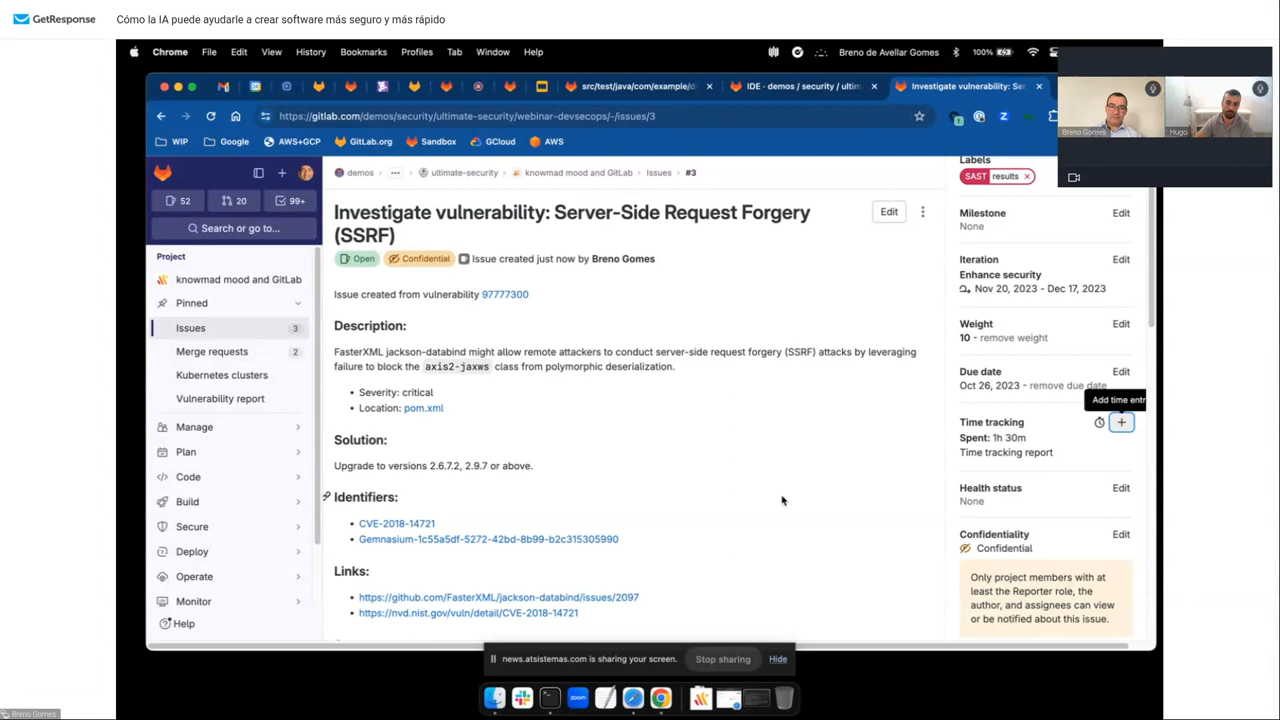 GetResponse
Cómo la IA puede ayudarle a crear software más seguro y más rápido
Chrome File Edit View History Bookmarks Profiles Tab Window Help
Breno de Avellar Gomes 100%
src/test/java/com/example/d
IDE · demos / security / ultim
Investigate vulnerability: Se
https://gitlab.com/demos/security/ultimate-security/webinar-devsecops/-/issues/3
WIP Google AWS+GCP GitLab.org Sandbox GCloud AWS
Breno Gomes
Hugo
52 20 99+
Search or go to...
Project
knowmad mood and GitLab
Pinned
Issues 3
Merge requests 2
Kubernetes clusters
Vulnerability report
Manage
Plan
Code
Build
Secure
Deploy
Operate
Monitor
Help
demos › ... › ultimate-security › knowmad mood and GitLab › Issues › #3
Investigate vulnerability: Server-Side Request Forgery
(SSRF)
Edit
Open Confidential Issue created just now by Breno Gomes
Issue created from vulnerability 97777300
Description:
FasterXML jackson-databind might allow remote attackers to conduct server-side request forgery (SSRF) attacks by leveraging
failure to block the axis2-jaxws class from polymorphic deserialization.
• Severity: critical
• Location: pom.xml
Solution:
Upgrade to versions 2.6.7.2, 2.9.7 or above.
Identifiers:
• CVE-2018-14721
• Gemnasium-1c55a5df-5272-42bd-8b99-b2c315305990
Links:
• https://github.com/FasterXML/jackson-databind/issues/2097
• https://nvd.nist.gov/vuln/detail/CVE-2018-14721
Labels
SAST results
Milestone Edit
None
Iteration Edit
Enhance security
Nov 20, 2023 - Dec 17, 2023
Weight Edit
10 - remove weight
Due date Edit
Oct 26, 2023 - remove due date
Add time entr
Time tracking
Spent: 1h 30m
Time tracking report
Health status Edit
None
Confidentiality Edit
Confidential
Only project members with at
least the Reporter role, the
author, and assignees can view
or be notified about this issue.
news.atsistemas.com is sharing your screen. Stop sharing Hide
zoom
Breno Gomes